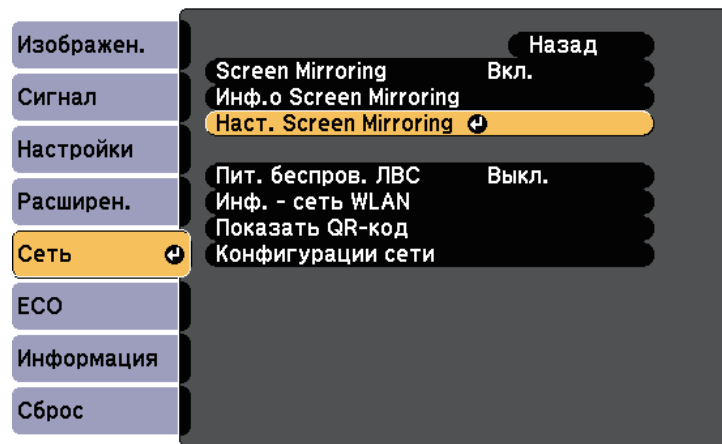 Изображен.
Сигнал
Настройки
Расширен.
Сеть
ECO
Информация
Сброс
Назад
Screen Mirroring Вкл.
Инф.о Screen Mirroring
Наст. Screen Mirroring
Пит. беспров. ЛВС Выкл.
Инф. - сеть WLAN
Показать QR-код
Конфигурации сети